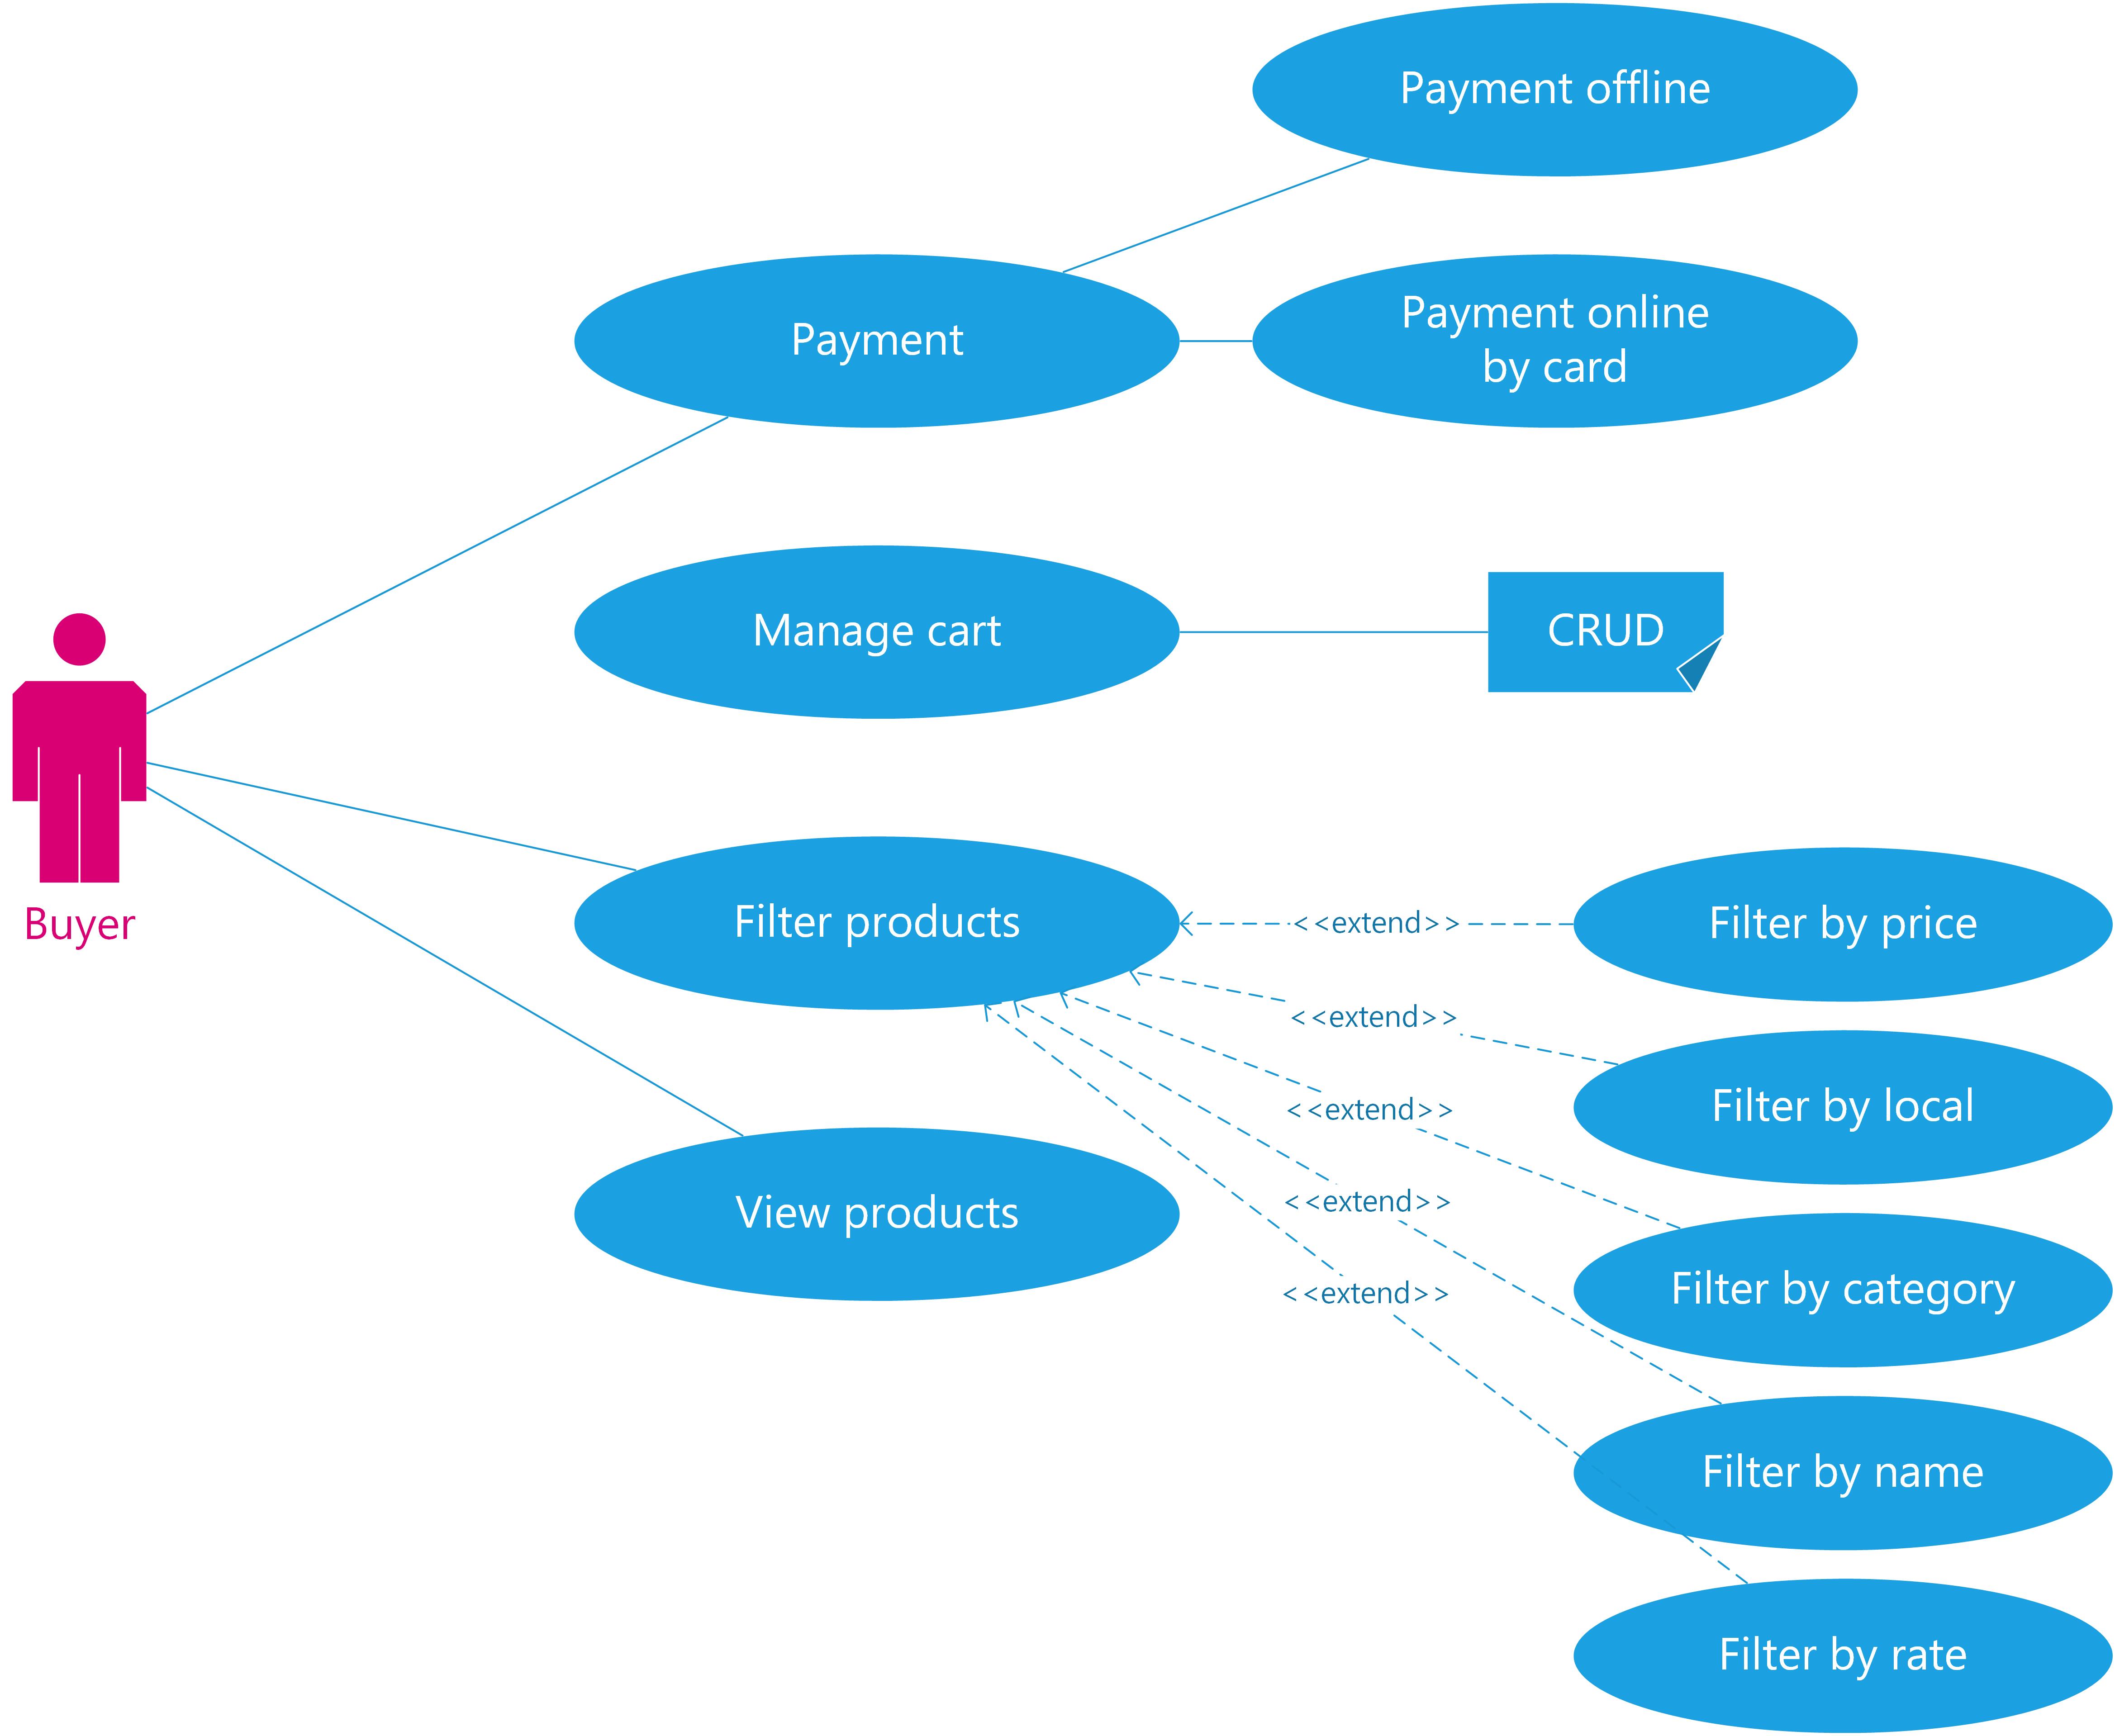 Payment offline
Payment
Payment online
by card
Manage cart
CRUD
Buyer
Filter products
<<extend>>
Filter by price
<<extend>>
Filter by local
<<extend>>
View products
<<extend>>
Filter by category
<<extend>>
Filter by name
Filter by rate